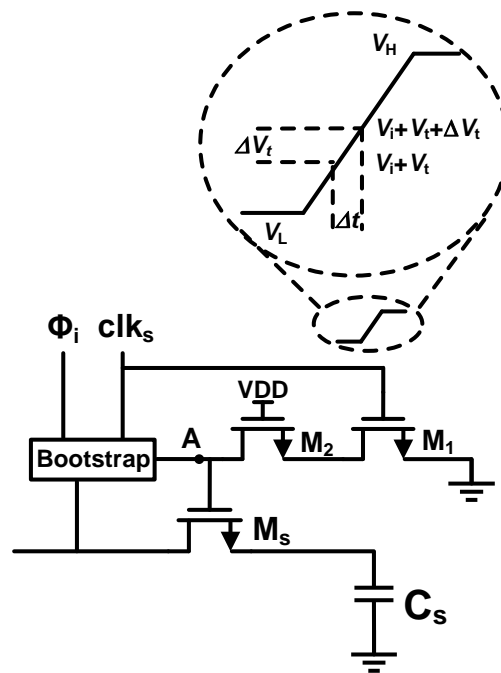 V_H
V_i + V_t + ΔV_t
ΔV_t
V_i + V_t
V_L
Δt
Φ_i clk_s
VDD
A
Bootstrap
M_2
M_1
M_s
C_s